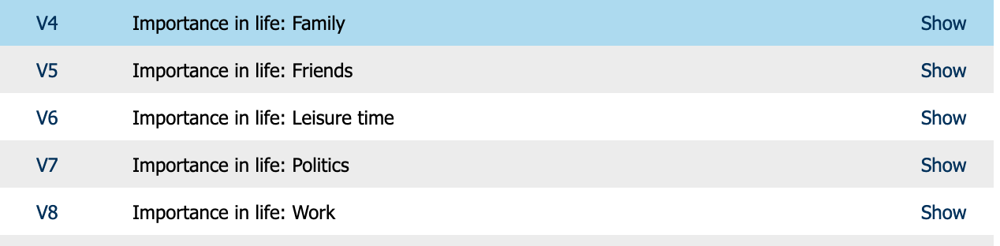 V4 Importance in life: Family Show
V5 Importance in life: Friends Show
V6 Importance in life: Leisure time Show
V7 Importance in life: Politics Show
V8 Importance in life: Work Show